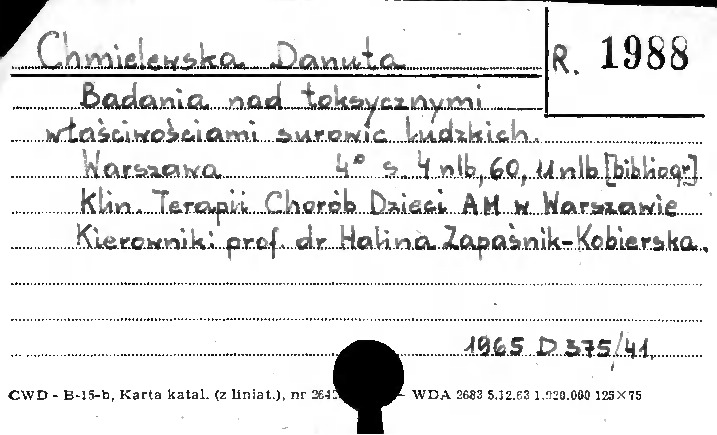 Chmielewska Danuta
R. 1988
Badania nad toksycznymi
właściwościami surowic ludzkich.
Warszawa 4° s. 4 nlb, 60, 11 nlb [bibliogr]
Klin. Terapii Chorób Dzieci AM w Warszawie
Kierownik: prof. dr Halina Zapaśnik-Kobierska.
1965 D 375/41.
CWD - B-15-b, Karta katal. (z liniat.), nr - WDA 2683 5.12.63 1.920.000 125×75